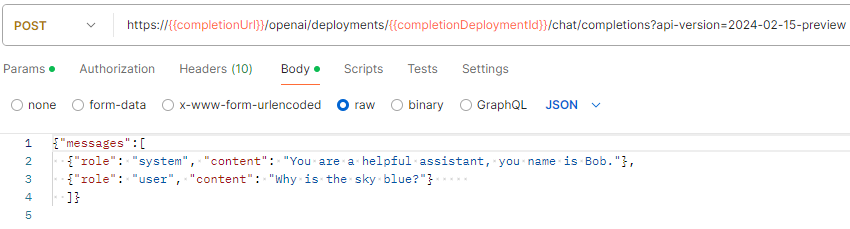 POST https://{{completionUrl}}/openai/deployments/{{completionDeploymentId}}/chat/completions?api-version=2024-02-15-preview
Params Authorization Headers (10) Body Scripts Tests Settings
none form-data x-www-form-urlencoded raw binary GraphQL JSON
1 {"messages":[
2 {"role": "system", "content": "You are a helpful assistant, you name is Bob."},
3 {"role": "user", "content": "Why is the sky blue?"}
4 ]}
5